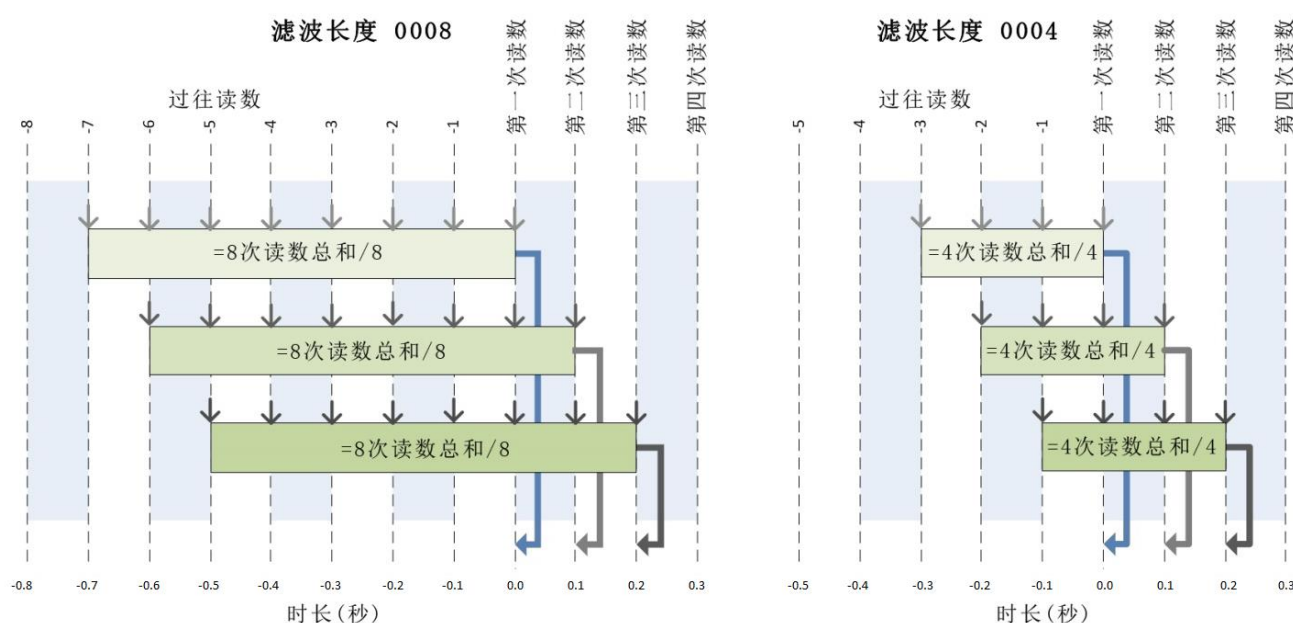 滤波长度 0008
过往读数
-8 -7 -6 -5 -4 -3 -2 -1 第一次读数 第二次读数 第三次读数 第四次读数
=8次读数总和/8
=8次读数总和/8
=8次读数总和/8
-0.8 -0.7 -0.6 -0.5 -0.4 -0.3 -0.2 -0.1 0.0 0.1 0.2 0.3
时长(秒)
滤波长度 0004
过往读数
-5 -4 -3 -2 -1 第一次读数 第二次读数 第三次读数 第四次读数
=4次读数总和/4
=4次读数总和/4
=4次读数总和/4
-0.5 -0.4 -0.3 -0.2 -0.1 0.0 0.1 0.2 0.3
时长(秒)